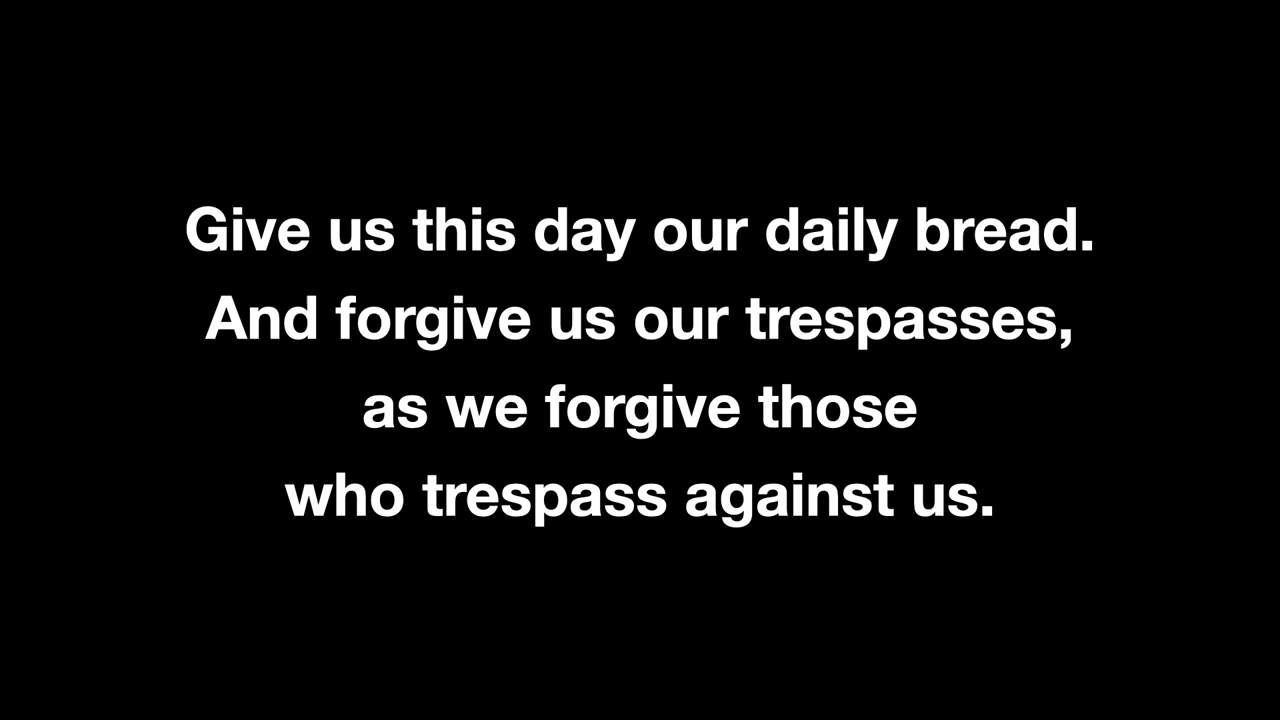 Give us this day our daily bread.
And forgive us our trespasses,
as we forgive those
who trespass against us.